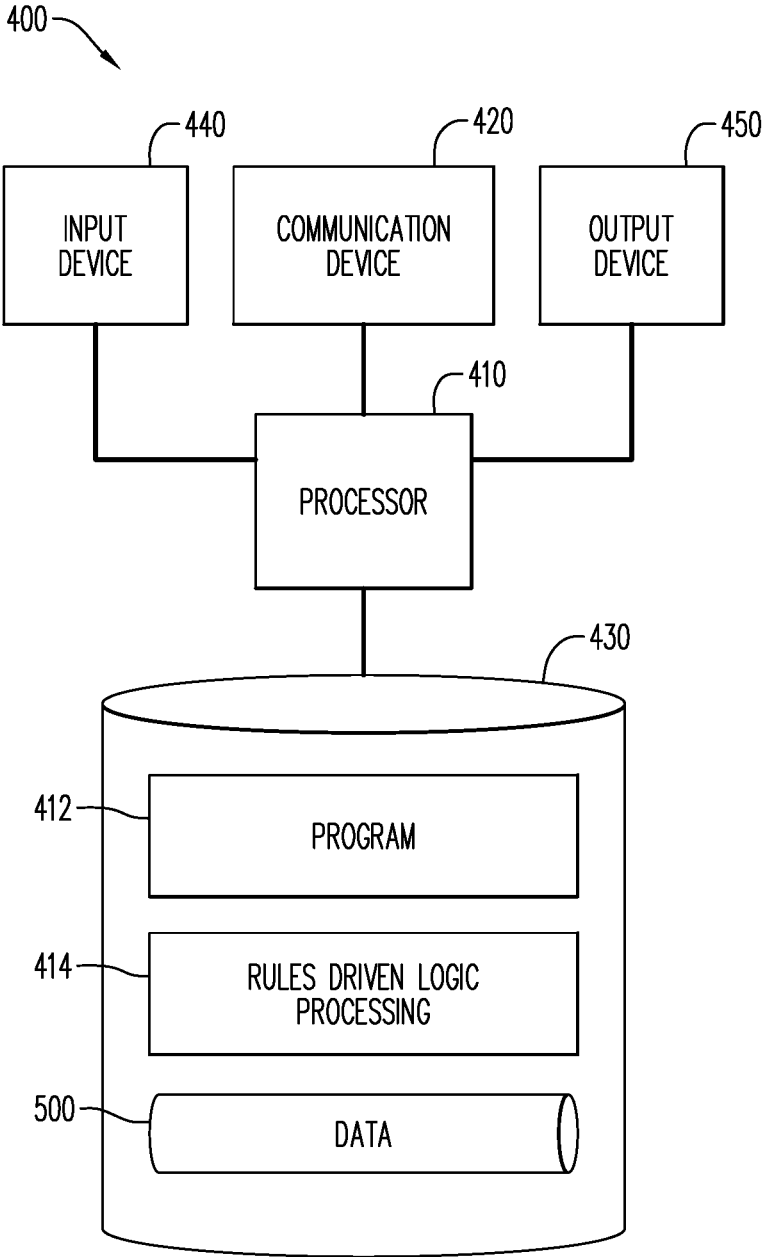 400
440
420
450
INPUT
DEVICE
COMMUNICATION
DEVICE
OUTPUT
DEVICE
410
PROCESSOR
430
412
PROGRAM
414
RULES DRIVEN LOGIC
PROCESSING
500
DATA